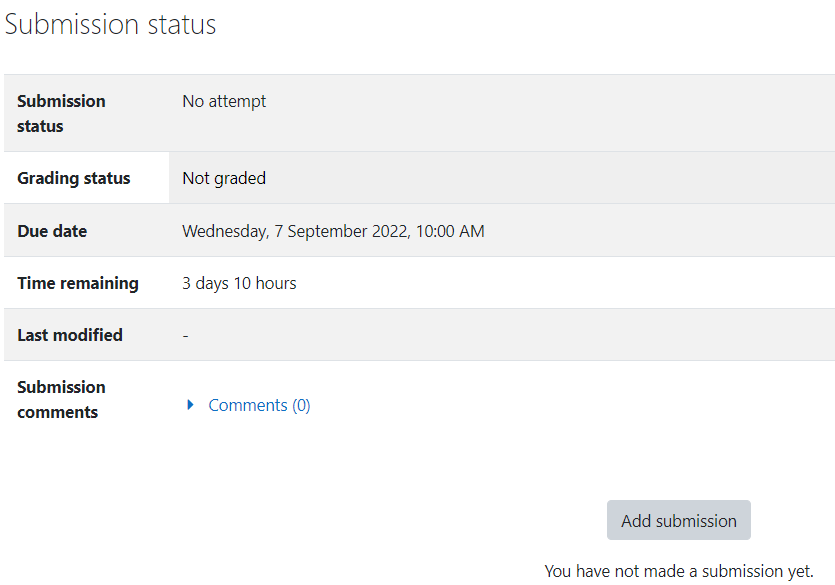 Submission status
Submission
status
No attempt
Grading status
Not graded
Due date
Wednesday, 7 September 2022, 10:00 AM
Time remaining
3 days 10 hours
Last modified
-
Submission
comments
Comments (0)
Add submission
You have not made a submission yet.